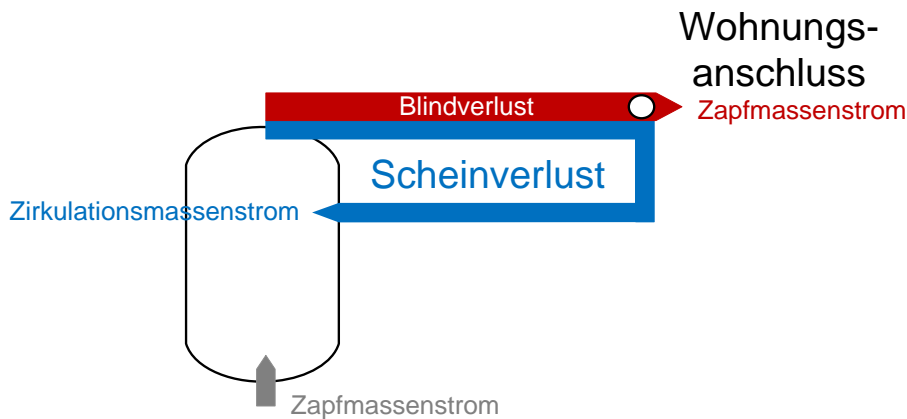 Wohnungs-
anschluss
Blindverlust
Zapfmassenstrom
Scheinverlust
Zirkulationsmassenstrom
Zapfmassenstrom